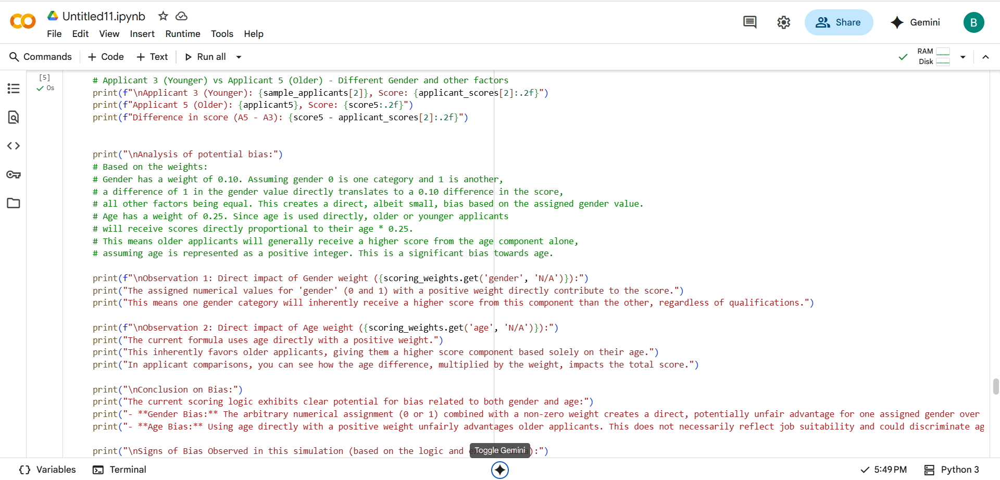 Untitled11.ipynb
File Edit View Insert Runtime Tools Help
Share
Gemini
B
Commands + Code + Text Run all
RAM
Disk
[5]
0s
# Applicant 3 (Younger) vs Applicant 5 (Older) - Different Gender and other factors
print(f"\nApplicant 3 (Younger): {sample_applicants[2]}, Score: {applicant_scores[2]:.2f}")
print(f"Applicant 5 (Older): {applicant5}, Score: {score5:.2f}")
print(f"Difference in score (A5 - A3): {score5 - applicant_scores[2]:.2f}")
print("\nAnalysis of potential bias:")
# Based on the weights:
# Gender has a weight of 0.10. Assuming gender 0 is one category and 1 is another,
# a difference of 1 in the gender value directly translates to a 0.10 difference in the score,
# all other factors being equal. This creates a direct, albeit small, bias based on the assigned gender value.
# Age has a weight of 0.25. Since age is used directly, older or younger applicants
# will receive scores directly proportional to their age * 0.25.
# This means older applicants will generally receive a higher score from the age component alone,
# assuming age is represented as a positive integer. This is a significant bias towards age.
print(f"\nObservation 1: Direct impact of Gender weight ({scoring_weights.get('gender', 'N/A')}):")
print("The assigned numerical values for 'gender' (0 and 1) with a positive weight directly contribute to the score.")
print("This means one gender category will inherently receive a higher score from this component than the other, regardless of qualifications.")
print(f"\nObservation 2: Direct impact of Age weight ({scoring_weights.get('age', 'N/A')}):")
print("The current formula uses age directly with a positive weight.")
print("This inherently favors older applicants, giving them a higher score component based solely on their age.")
print("In applicant comparisons, you can see how the age difference, multiplied by the weight, impacts the total score.")
print("\nConclusion on Bias:")
print("The current scoring logic exhibits clear potential for bias related to both gender and age:")
print("- **Gender Bias:** The arbitrary numerical assignment (0 or 1) combined with a non-zero weight creates a direct, potentially unfair advantage for one assigned gender over
print("- **Age Bias:** Using age directly with a positive weight unfairly advantages older applicants. This does not necessarily reflect job suitability and could discriminate ag
print("\nSigns of Bias Observed in this simulation (based on the logic and ):")
Toggle Gemini
Variables Terminal
5:49 PM Python 3